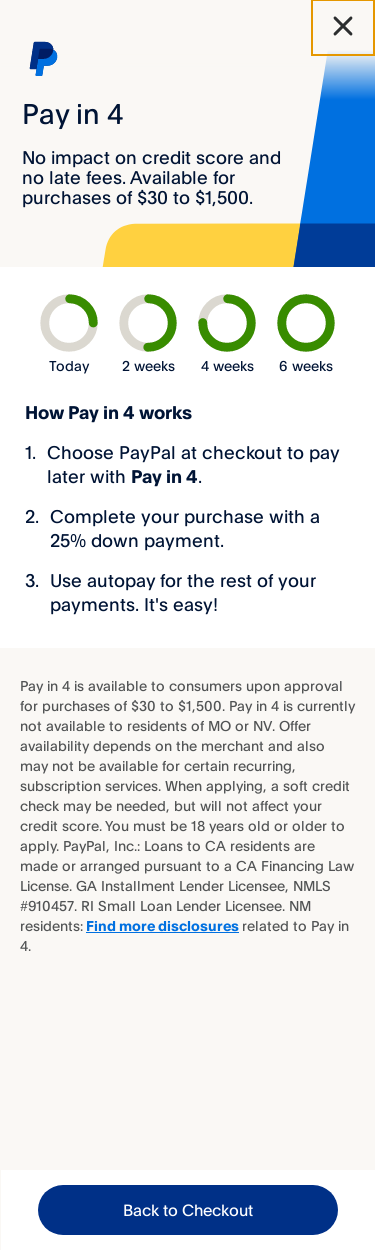 Pay in 4
No impact on credit score and
no late fees. Available for
purchases of $30 to $1,500.
Today 2 weeks 4 weeks 6 weeks
How Pay in 4 works
1. Choose PayPal at checkout to pay
later with Pay in 4.
2. Complete your purchase with a
25% down payment.
3. Use autopay for the rest of your
payments. It's easy!
Pay in 4 is available to consumers upon approval
for purchases of $30 to $1,500. Pay in 4 is currently
not available to residents of MO or NV. Offer
availability depends on the merchant and also
may not be available for certain recurring,
subscription services. When applying, a soft credit
check may be needed, but will not affect your
credit score. You must be 18 years old or older to
apply. PayPal, Inc.: Loans to CA residents are
made or arranged pursuant to a CA Financing Law
License. GA Installment Lender Licensee, NMLS
#910457. RI Small Loan Lender Licensee. NM
residents: Find more disclosures related to Pay in
4.
Back to Checkout